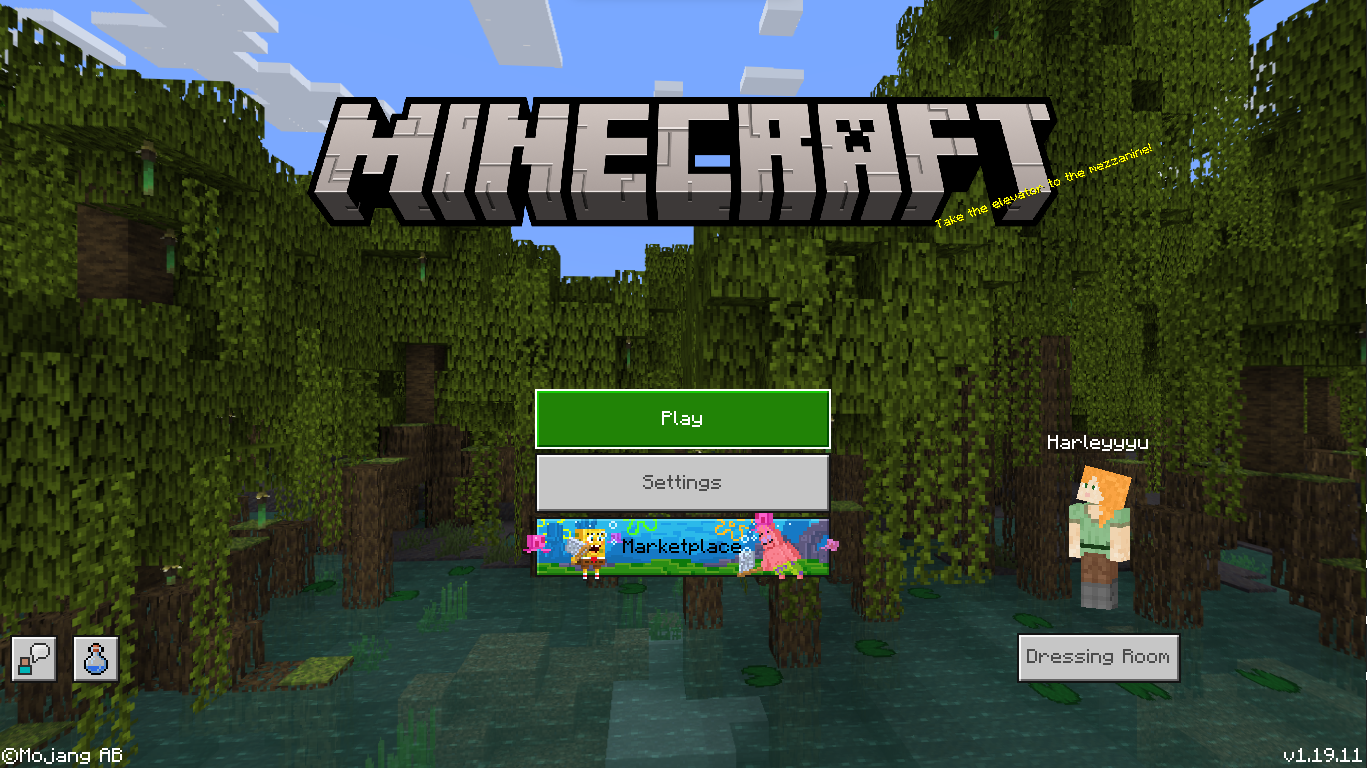 MINECRAFT
Take the elevator to the mezzanine!
Play
Settings
Marketplace
Harleyyyu
Dressing Room
©Mojang AB
v1.19.11